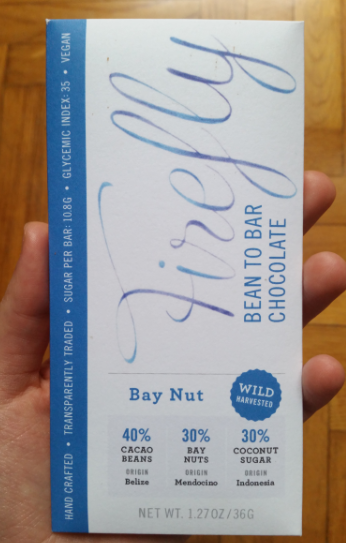 HAND CRAFTED • TRANSPARENTLY TRADED • SUGAR PER BAR: 10.8G • GLYCEMIC INDEX: 35 • VEGAN
Firefly
BEAN TO BAR
CHOCOLATE
Bay Nut
WILD
HARVESTED
40% 30% 30%
CACAO BEANS BAY NUTS COCONUT SUGAR
ORIGIN ORIGIN ORIGIN
Belize Mendocino Indonesia
NET WT. 1.27OZ/36G